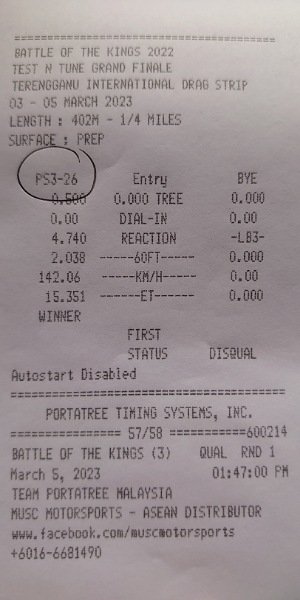 ==============================
BATTLE OF THE KINGS 2022
TEST N TUNE GRAND FINALE
TERENGGANU INTERNATIONAL DRAG STRIP
03 - 05 MARCH 2023
LENGTH : 402M - 1/4 MILES
SURFACE : PREP
PS3-26 Entry BYE
0.500 0.000 TREE 0.000
0.00 DIAL-IN 0.00
4.740 REACTION -LB3-
2.038 ------60FT------ 0.000
142.06 ------KM/H------ 0.00
15.351 ------ET------ 0.000
WINNER
FIRST
STATUS DISQUAL
Autostart Disabled
==============================
PORTATREE TIMING SYSTEMS, INC.
============ 57/58 ===========600214
BATTLE OF THE KINGS (3) QUAL RND 1
March 5, 2023 01:47:00 PM
TEAM PORTATREE MALAYSIA
MUSC MOTORSPORTS - ASEAN DISTRIBUTOR
www.facebook.com/muscmotorsports
+6016-6681490